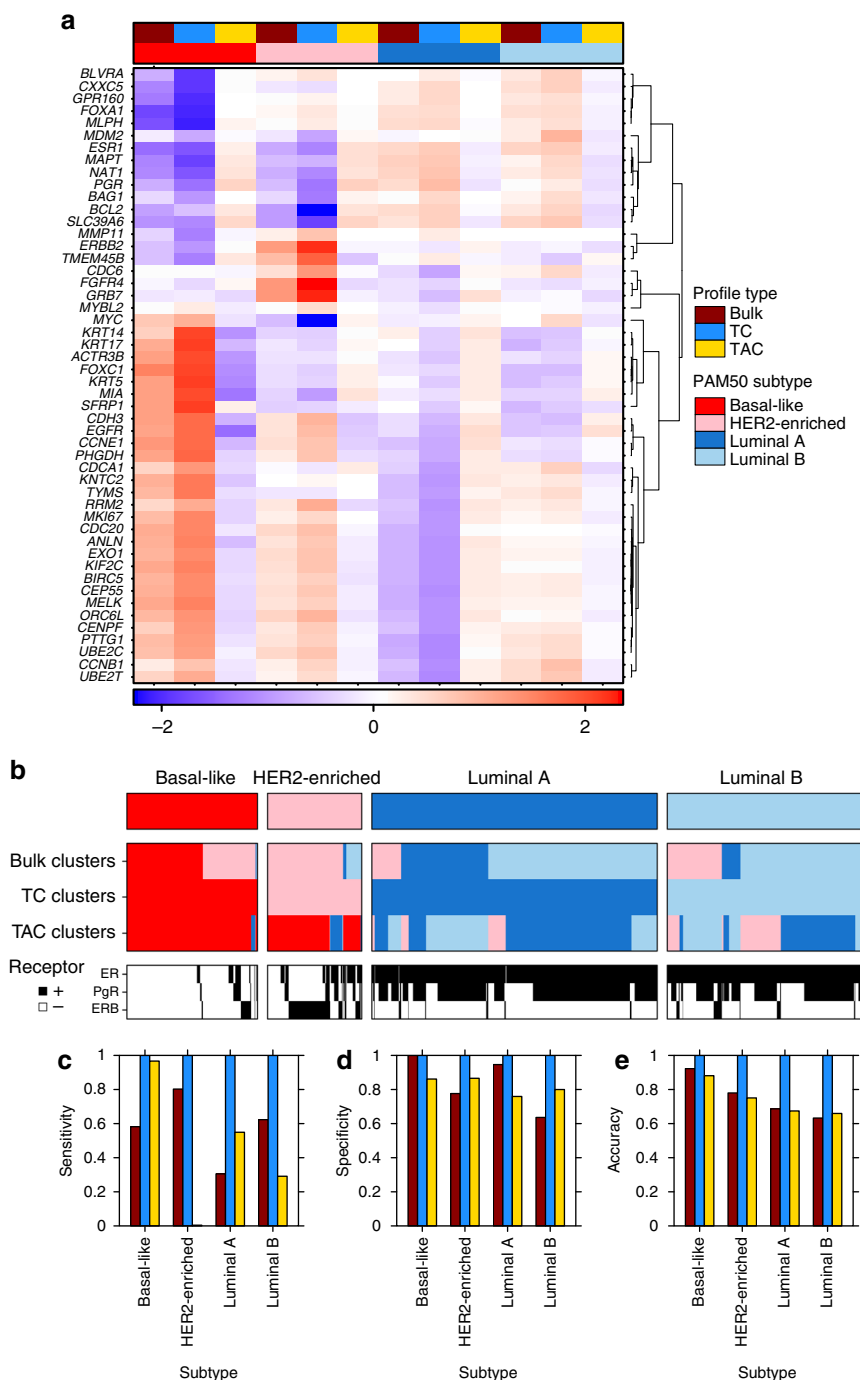 a
BLVRA
CXXC5
GPR160
FOXA1
MLPH
MDM2
ESR1
MAPT
NAT1
PGR
BAG1
BCL2
SLC39A6
MMP11
ERBB2
TMEM45B
CDC6
FGFR4
GRB7
MYBL2
MYC
KRT14
KRT17
ACTR3B
FOXC1
KRT5
MIA
SFRP1
CDH3
EGFR
CCNE1
PHGDH
CDCA1
KNTC2
TYMS
RRM2
MKI67
CDC20
ANLN
EXO1
KIF2C
BIRC5
CEP55
MELK
ORC6L
CENPF
PTTG1
UBE2C
CCNB1
UBE2T
Profile type
Bulk
TC
TAC
PAM50 subtype
Basal-like
HER2-enriched
Luminal A
Luminal B
−2 0 2
b
Basal-like HER2-enriched Luminal A Luminal B
Bulk clusters
TC clusters
TAC clusters
Receptor
+
−
ER
PgR
ERB
c
Sensitivity
1
0.8
0.6
0.4
0.2
0
Basal-like
HER2-enriched
Luminal A
Luminal B
Subtype
d
Specificity
1
0.8
0.6
0.4
0.2
0
Basal-like
HER2-enriched
Luminal A
Luminal B
Subtype
e
Accuracy
1
0.8
0.6
0.4
0.2
0
Basal-like
HER2-enriched
Luminal A
Luminal B
Subtype